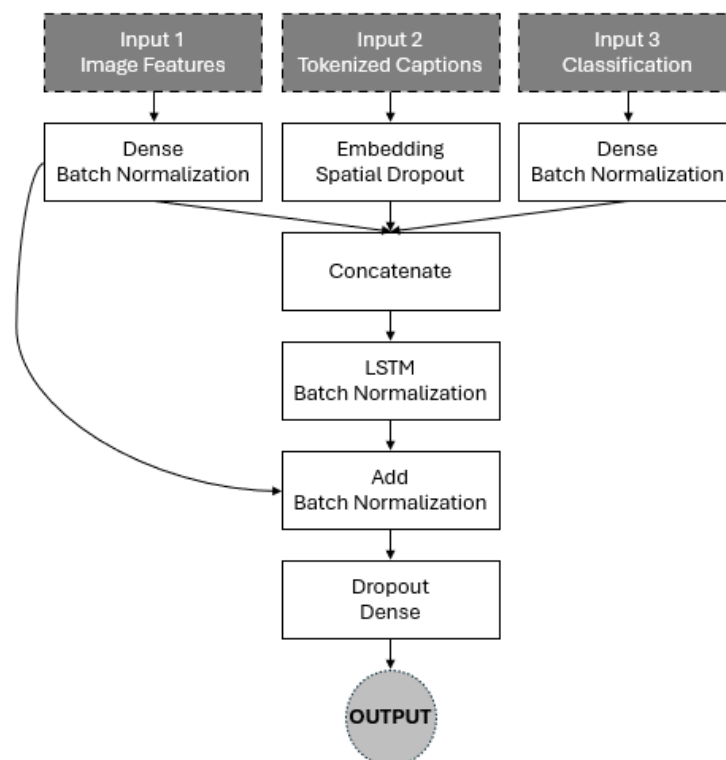 Input 1
Image Features
Input 2
Tokenized Captions
Input 3
Classification
Dense
Batch Normalization
Embedding
Spatial Dropout
Dense
Batch Normalization
Concatenate
LSTM
Batch Normalization
Add
Batch Normalization
Dropout
Dense
OUTPUT